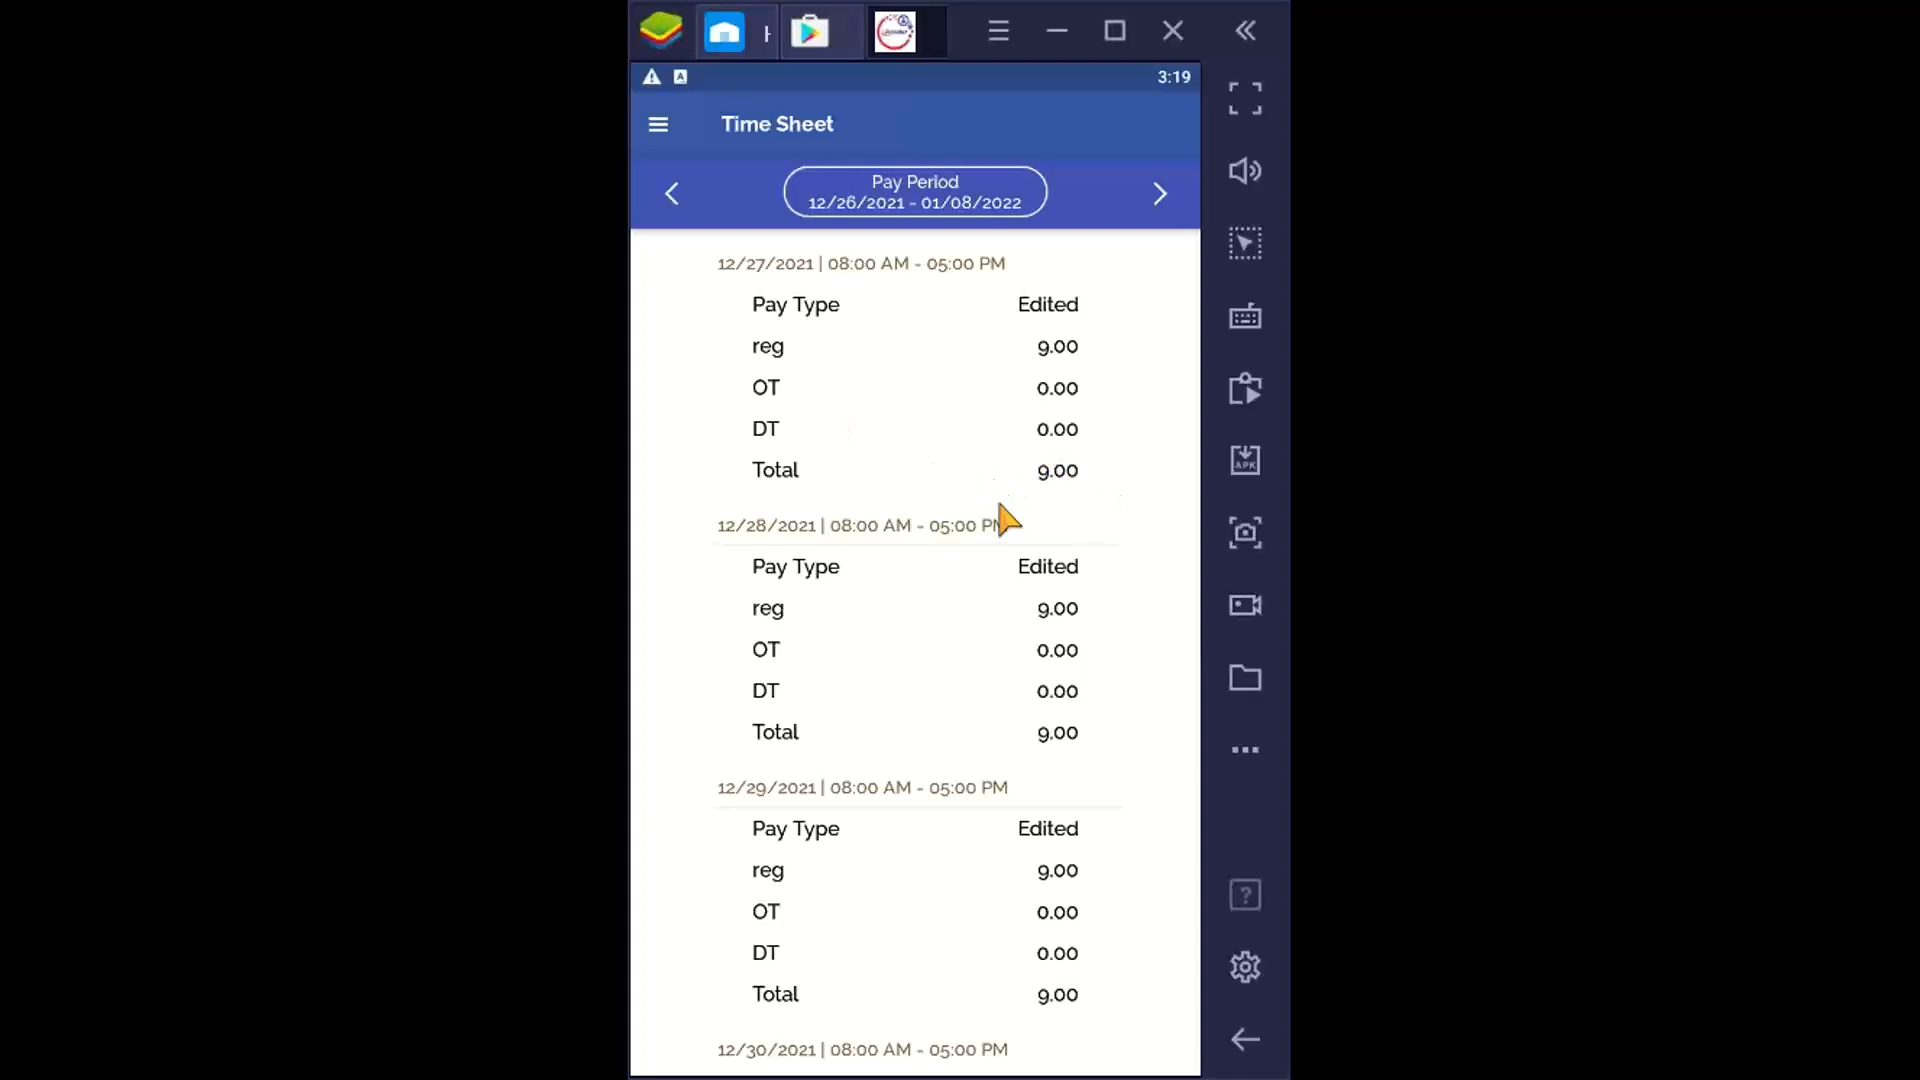 3:19
Time Sheet
Pay Period
12/26/2021 - 01/08/2022
12/27/2021 | 08:00 AM - 05:00 PM
Pay Type Edited
reg 9.00
OT 0.00
DT 0.00
Total 9.00
12/28/2021 | 08:00 AM - 05:00 PM
Pay Type Edited
reg 9.00
OT 0.00
DT 0.00
Total 9.00
12/29/2021 | 08:00 AM - 05:00 PM
Pay Type Edited
reg 9.00
OT 0.00
DT 0.00
Total 9.00
12/30/2021 | 08:00 AM - 05:00 PM
APK